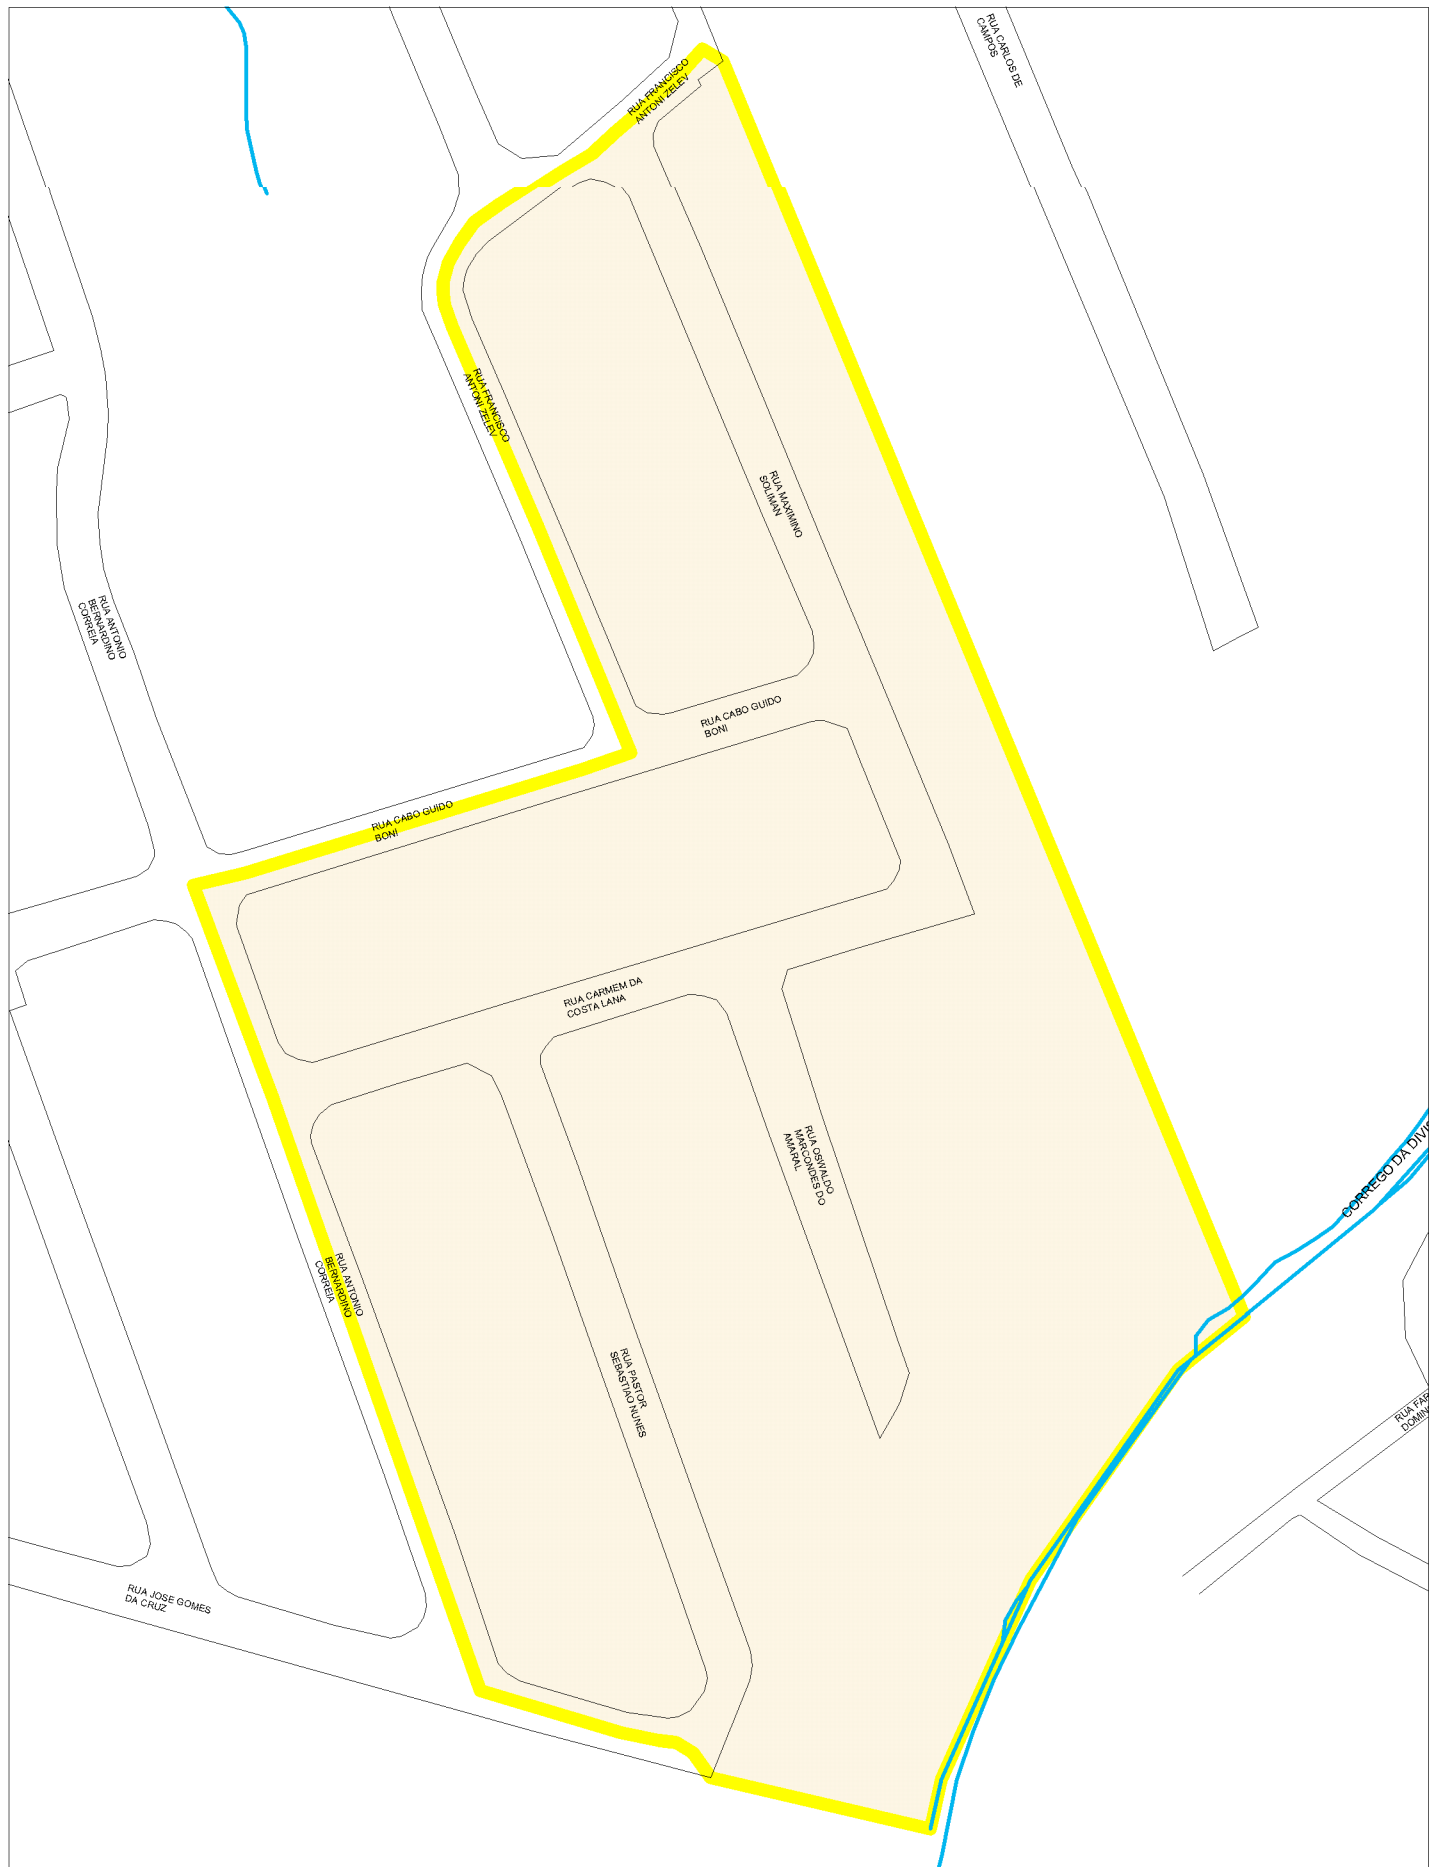 RUA CARLOS DE
CAMPOS
RUA FRANCISCO
ANTONI ZELEV
RUA FRANCISCO
ANTONI ZELEV
RUA MAXIMINO
SOLIMAN
RUA ANTONIO
BERNARDINO
CORREIA
RUA CABO GUIDO
BONI
RUA CABO GUIDO
BONI
RUA CARMEM DA
COSTA LANA
RUA OSWALDO
MARCONDES DO
AMARAL
CORREGO DA DIVIS
RUA ANTONIO
BERNARDINO
CORREIA
RUA PASTOR
SEBASTIAO NUNES
RUA FAR
DOMIN
RUA JOSE GOMES
DA CRUZ